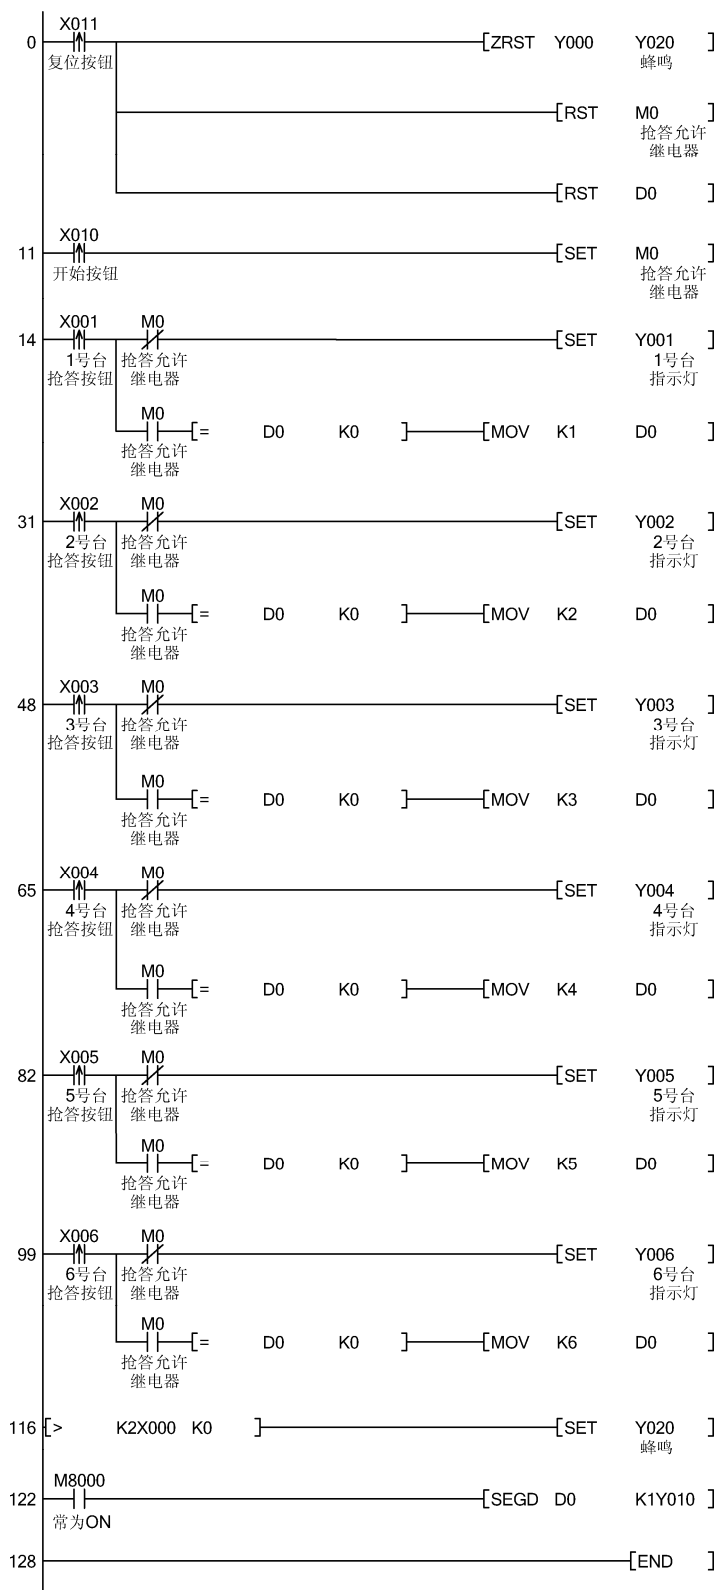 X011
0 [ZRST Y000 Y020 ]
复位按钮 蜂鸣
[RST M0 ]
抢答允许
继电器
[RST D0 ]
X010
11 [SET M0 ]
开始按钮 抢答允许
继电器
X001 M0
14 [SET Y001 ]
1号台 抢答允许 1号台
抢答按钮 继电器 指示灯
M0
[= D0 K0 ] [MOV K1 D0 ]
抢答允许
继电器
X002 M0
31 [SET Y002 ]
2号台 抢答允许 2号台
抢答按钮 继电器 指示灯
M0
[= D0 K0 ] [MOV K2 D0 ]
抢答允许
继电器
X003 M0
48 [SET Y003 ]
3号台 抢答允许 3号台
抢答按钮 继电器 指示灯
M0
[= D0 K0 ] [MOV K3 D0 ]
抢答允许
继电器
X004 M0
65 [SET Y004 ]
4号台 抢答允许 4号台
抢答按钮 继电器 指示灯
M0
[= D0 K0 ] [MOV K4 D0 ]
抢答允许
继电器
X005 M0
82 [SET Y005 ]
5号台 抢答允许 5号台
抢答按钮 继电器 指示灯
M0
[= D0 K0 ] [MOV K5 D0 ]
抢答允许
继电器
X006 M0
99 [SET Y006 ]
6号台 抢答允许 6号台
抢答按钮 继电器 指示灯
M0
[= D0 K0 ] [MOV K6 D0 ]
抢答允许
继电器
116 [> K2X000 K0 ] [SET Y020 ]
蜂鸣
M8000
122 [SEGD D0 K1Y010 ]
常为ON
128 [END ]